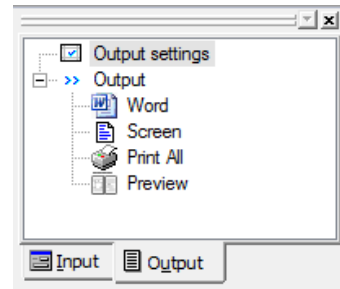 Output settings
Output
Word
Screen
Print All
Preview
Input Output